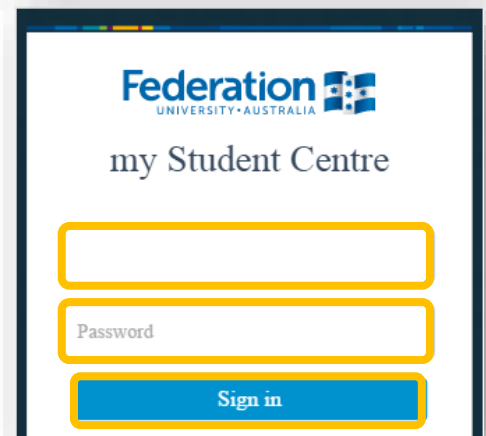 Federation
UNIVERSITY • AUSTRALIA
my Student Centre
Password
Sign in